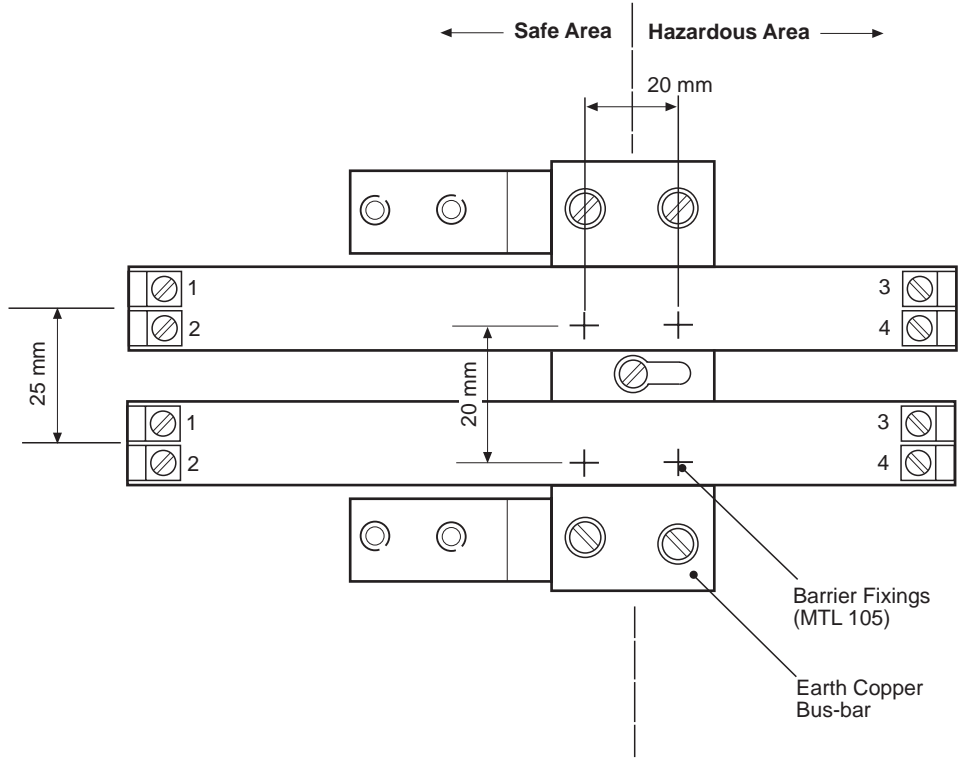 Safe Area
Hazardous Area
20 mm
1
3
2
4
25 mm
20 mm
1
3
2
4
Barrier Fixings
(MTL 105)
Earth Copper
Bus-bar